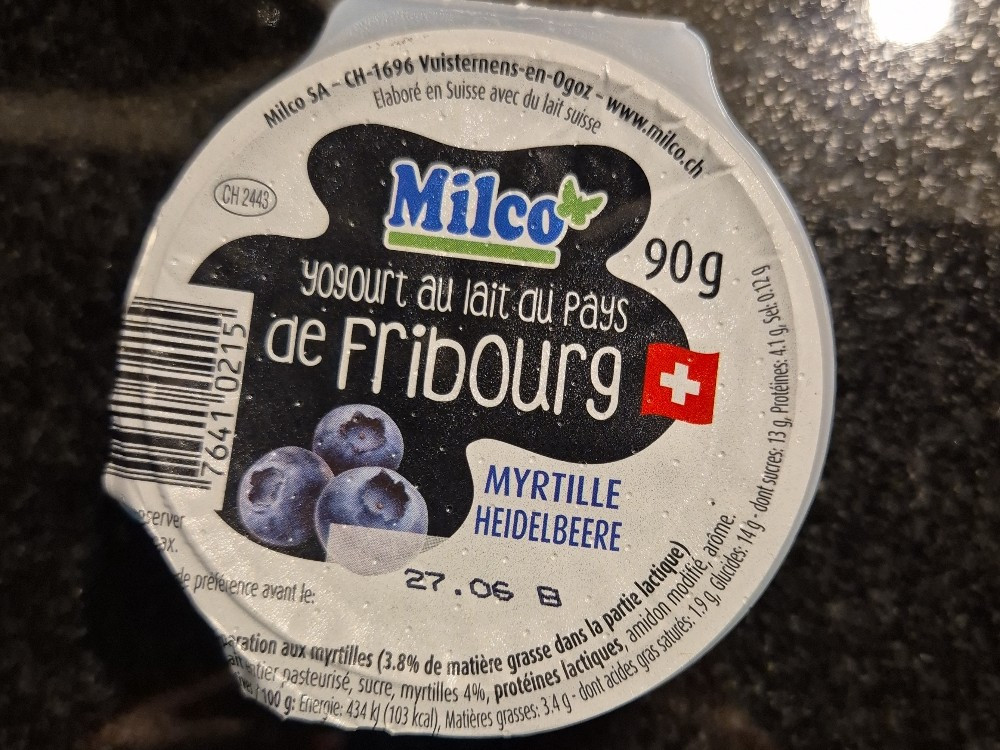 Milco SA - CH-1696 Vuisternens-en-Ogoz - www.milco.ch
Elaboré en Suisse avec du lait suisse
CH 2443
Milco
90 g
yogourt au lait du pays
de Fribourg
7641 0215
MYRTILLE
HEIDELBEERE
de préférence avant le:
27.06 B
aux myrtilles (3.8% de matière grasse dans la partie lactique)
pasteurisé, sucre, myrtilles 4%, protéines lactiques, amidon modifié, arôme.
/ 100 g: Energie: 434 kJ (103 kcal), Matières grasses: 3.4 g - dont acides gras saturés: 1.9 g, Glucides: 14 g - dont sucres: 13 g, Protéines: 4.1 g, Sel: 0.12 g